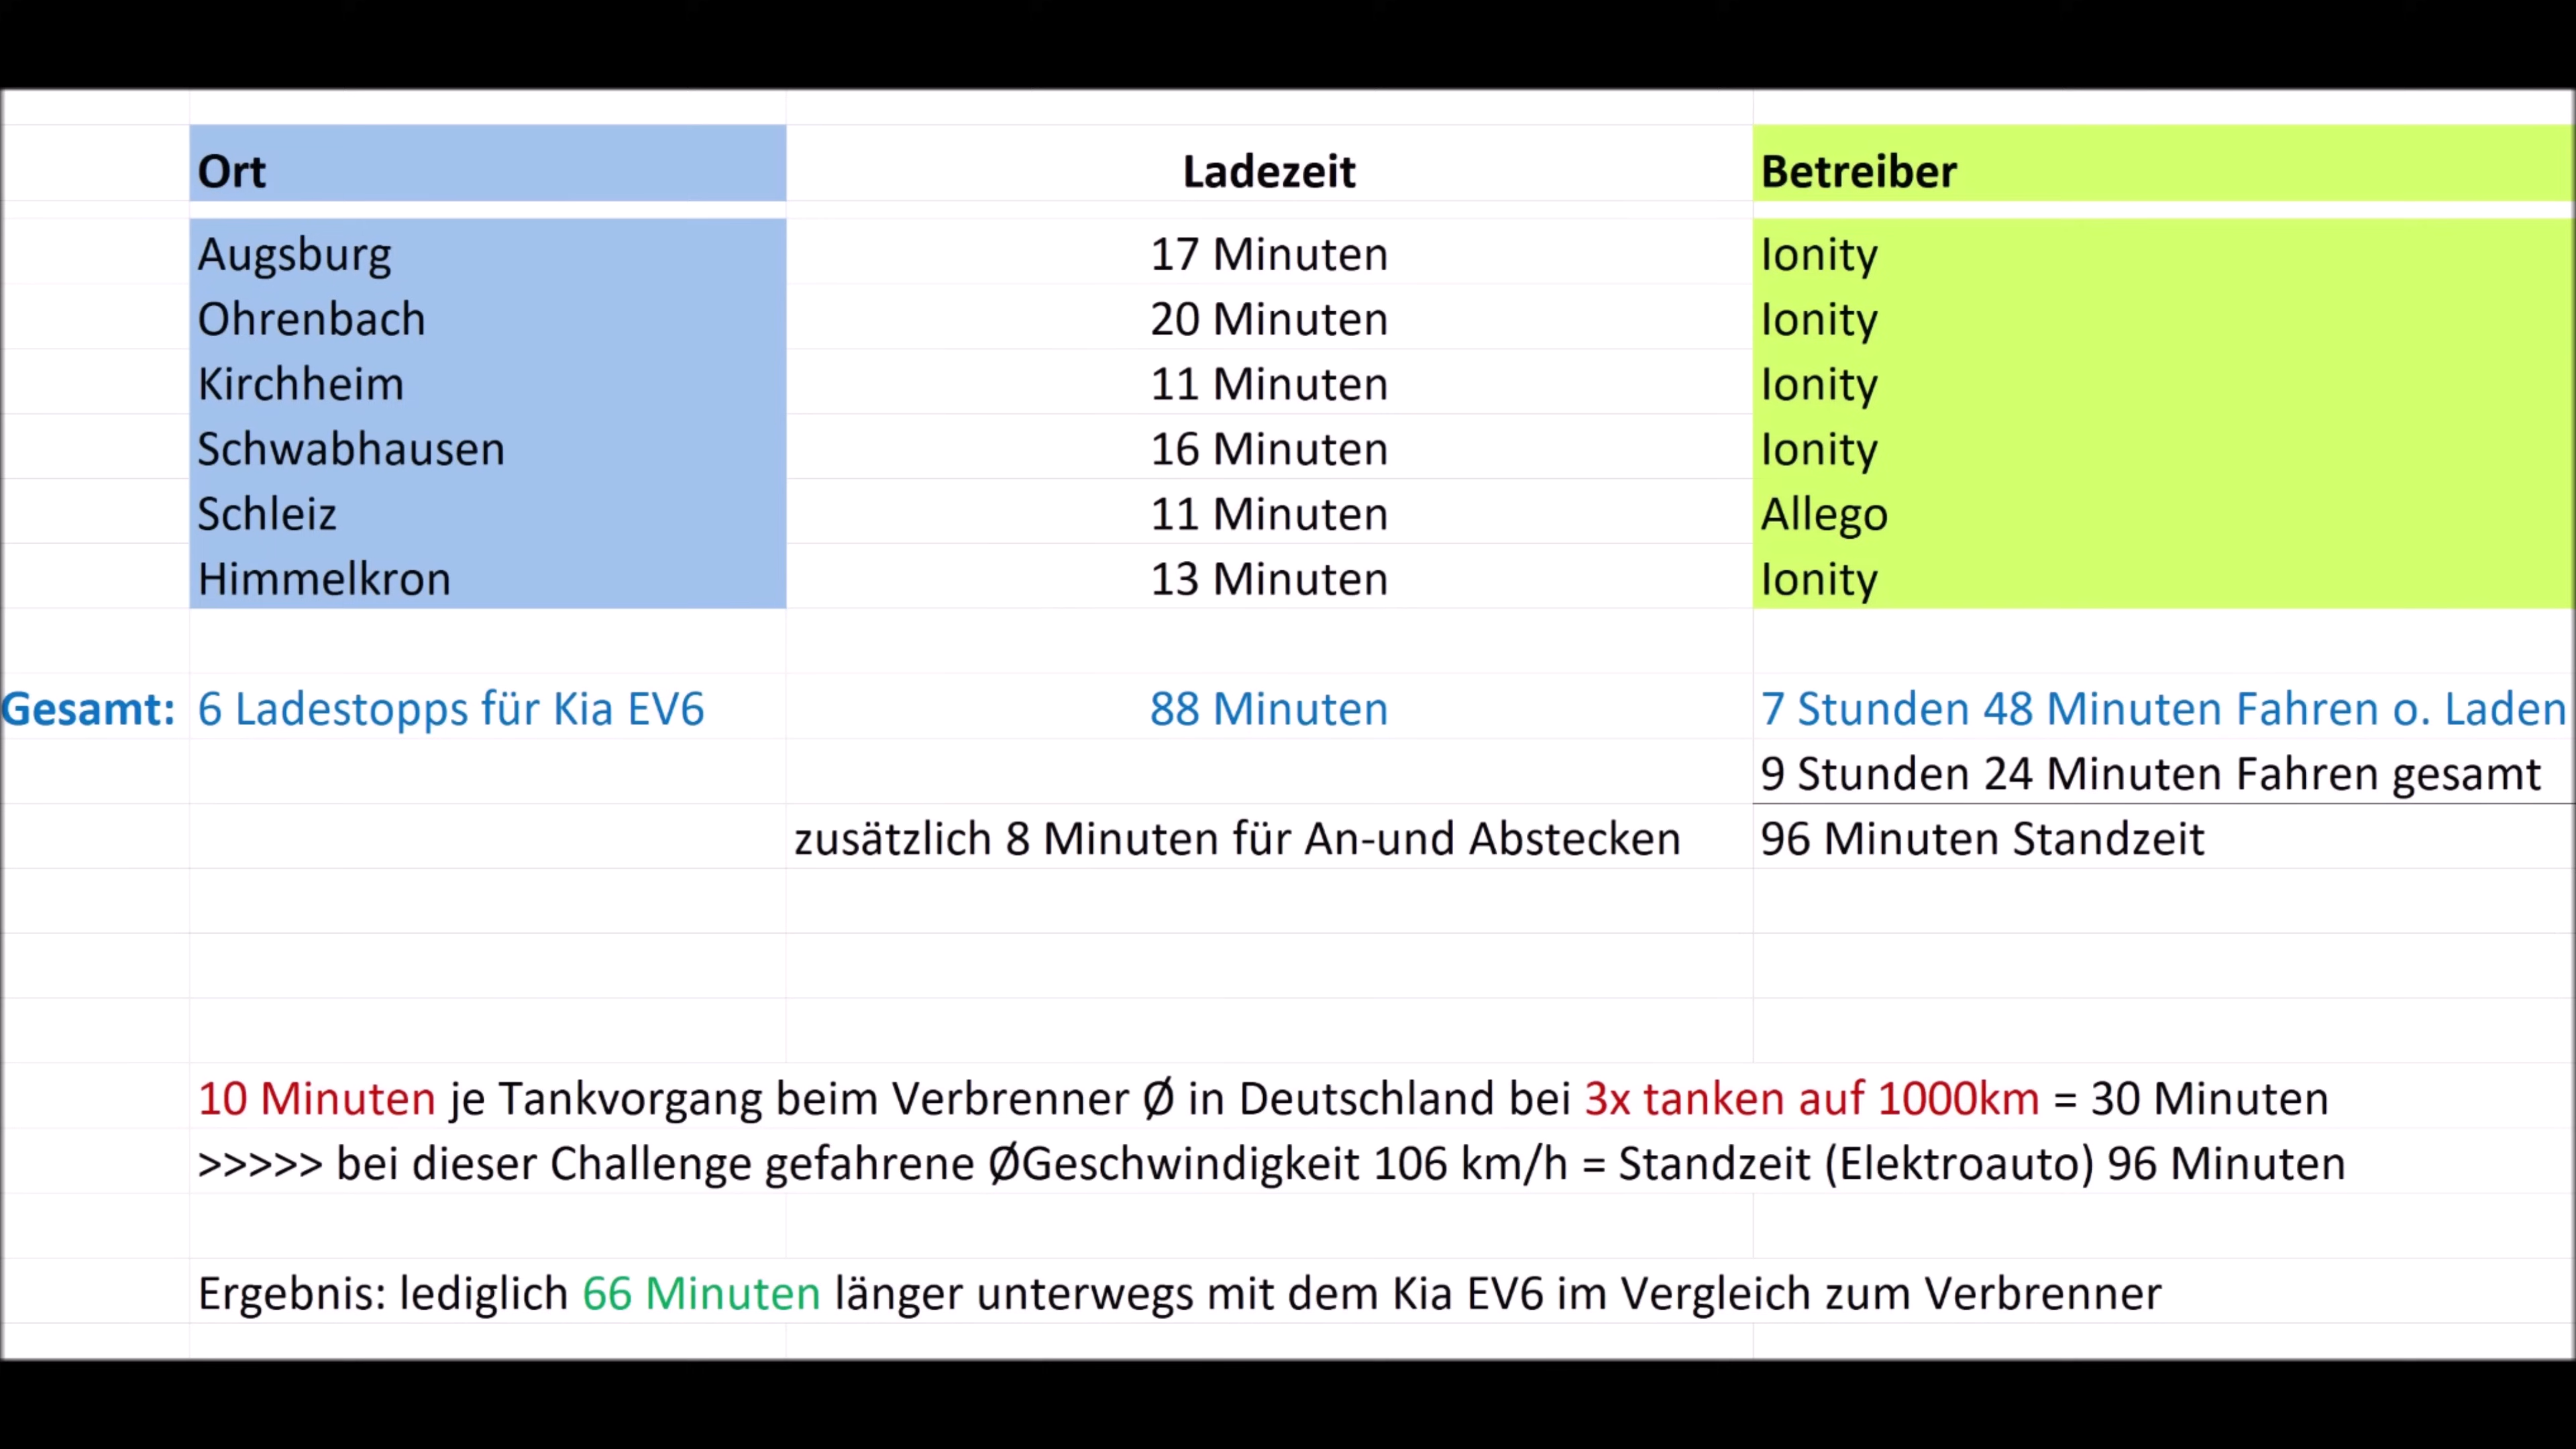 Ort Ladezeit Betreiber
Augsburg 17 Minuten Ionity
Ohrenbach 20 Minuten Ionity
Kirchheim 11 Minuten Ionity
Schwabhausen 16 Minuten Ionity
Schleiz 11 Minuten Allego
Himmelkron 13 Minuten Ionity
Gesamt: 6 Ladestopps für Kia EV6 88 Minuten 7 Stunden 48 Minuten Fahren o. Laden
9 Stunden 24 Minuten Fahren gesamt
zusätzlich 8 Minuten für An-und Abstecken 96 Minuten Standzeit
10 Minuten je Tankvorgang beim Verbrenner Ø in Deutschland bei 3x tanken auf 1000km = 30 Minuten
>>>>> bei dieser Challenge gefahrene ØGeschwindigkeit 106 km/h = Standzeit (Elektroauto) 96 Minuten
Ergebnis: lediglich 66 Minuten länger unterwegs mit dem Kia EV6 im Vergleich zum Verbrenner